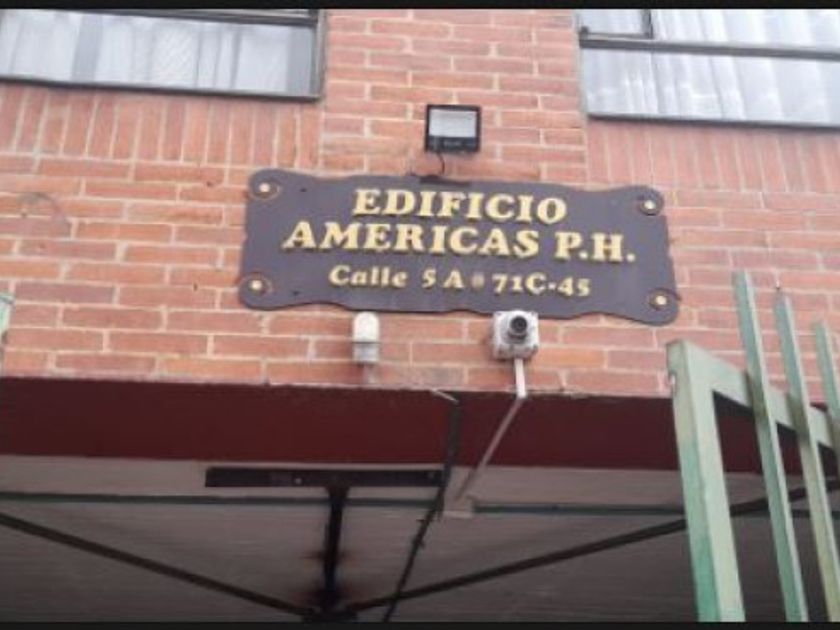 EDIFICIO
AMERICAS P.H.
Calle 5A # 71C-45